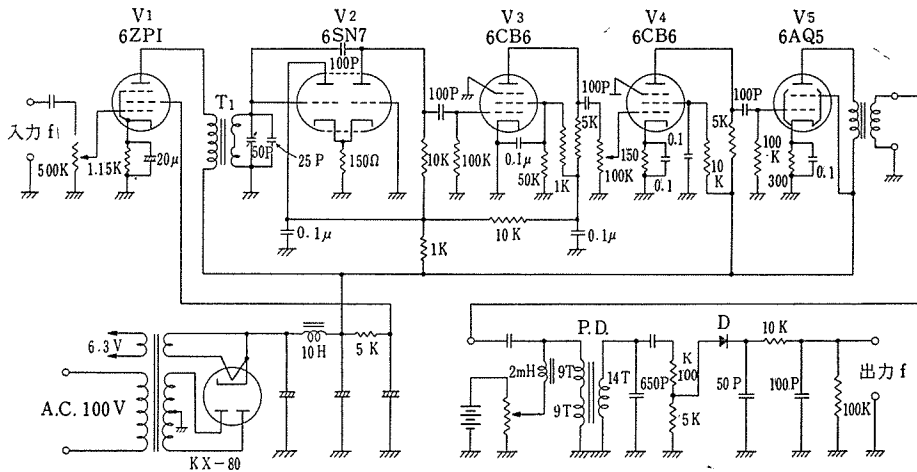 V1
6ZP1
V2
6SN7
V3
6CB6
V4
6CB6
V5
6AQ5
100P
入力 f1
500K
1.15K
20μ
T1
50P
25P
150Ω
10K
100P
100K
0.1μ
50K
1K
5K
100P
100K
150
0.1
0.1
10K
5K
100P
100K
300
0.1
0.1μ
10K
0.1μ
1K
6.3V
A.C. 100V
KX-80
10H
5K
P.D.
2mH
9T
9T
14T
650P
K
100
5K
D
50P
10K
100P
100K
出力 f